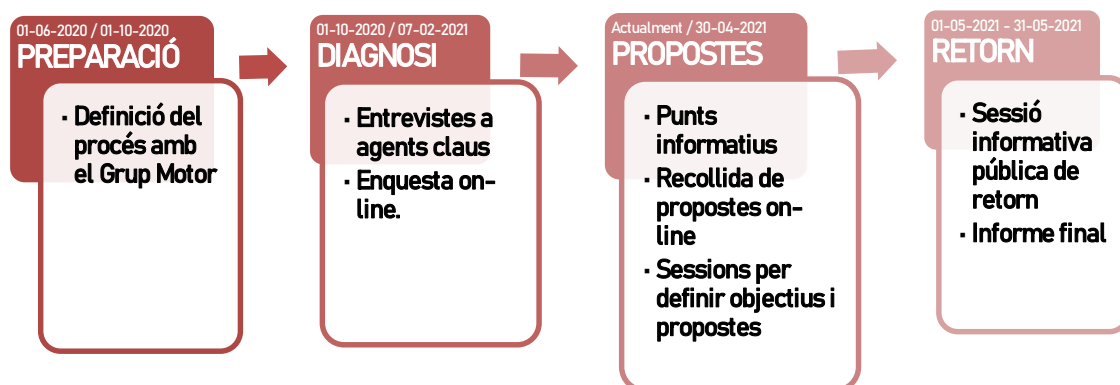 01-06-2020 / 01-10-2020
PREPARACIÓ
· Definició del
procés amb
el Grup Motor
01-10-2020 / 07-02-2021
DIAGNOSI
· Entrevistes a
agents claus
· Enquesta on-
line.
Actualment / 30-04-2021
PROPOSTES
· Punts
informatius
· Recollida de
propostes on-
line
· Sessions per
definir objectius i
propostes
01-05-2021 - 31-05-2021
RETORN
· Sessió
informativa
pública de
retorn
· Informe final